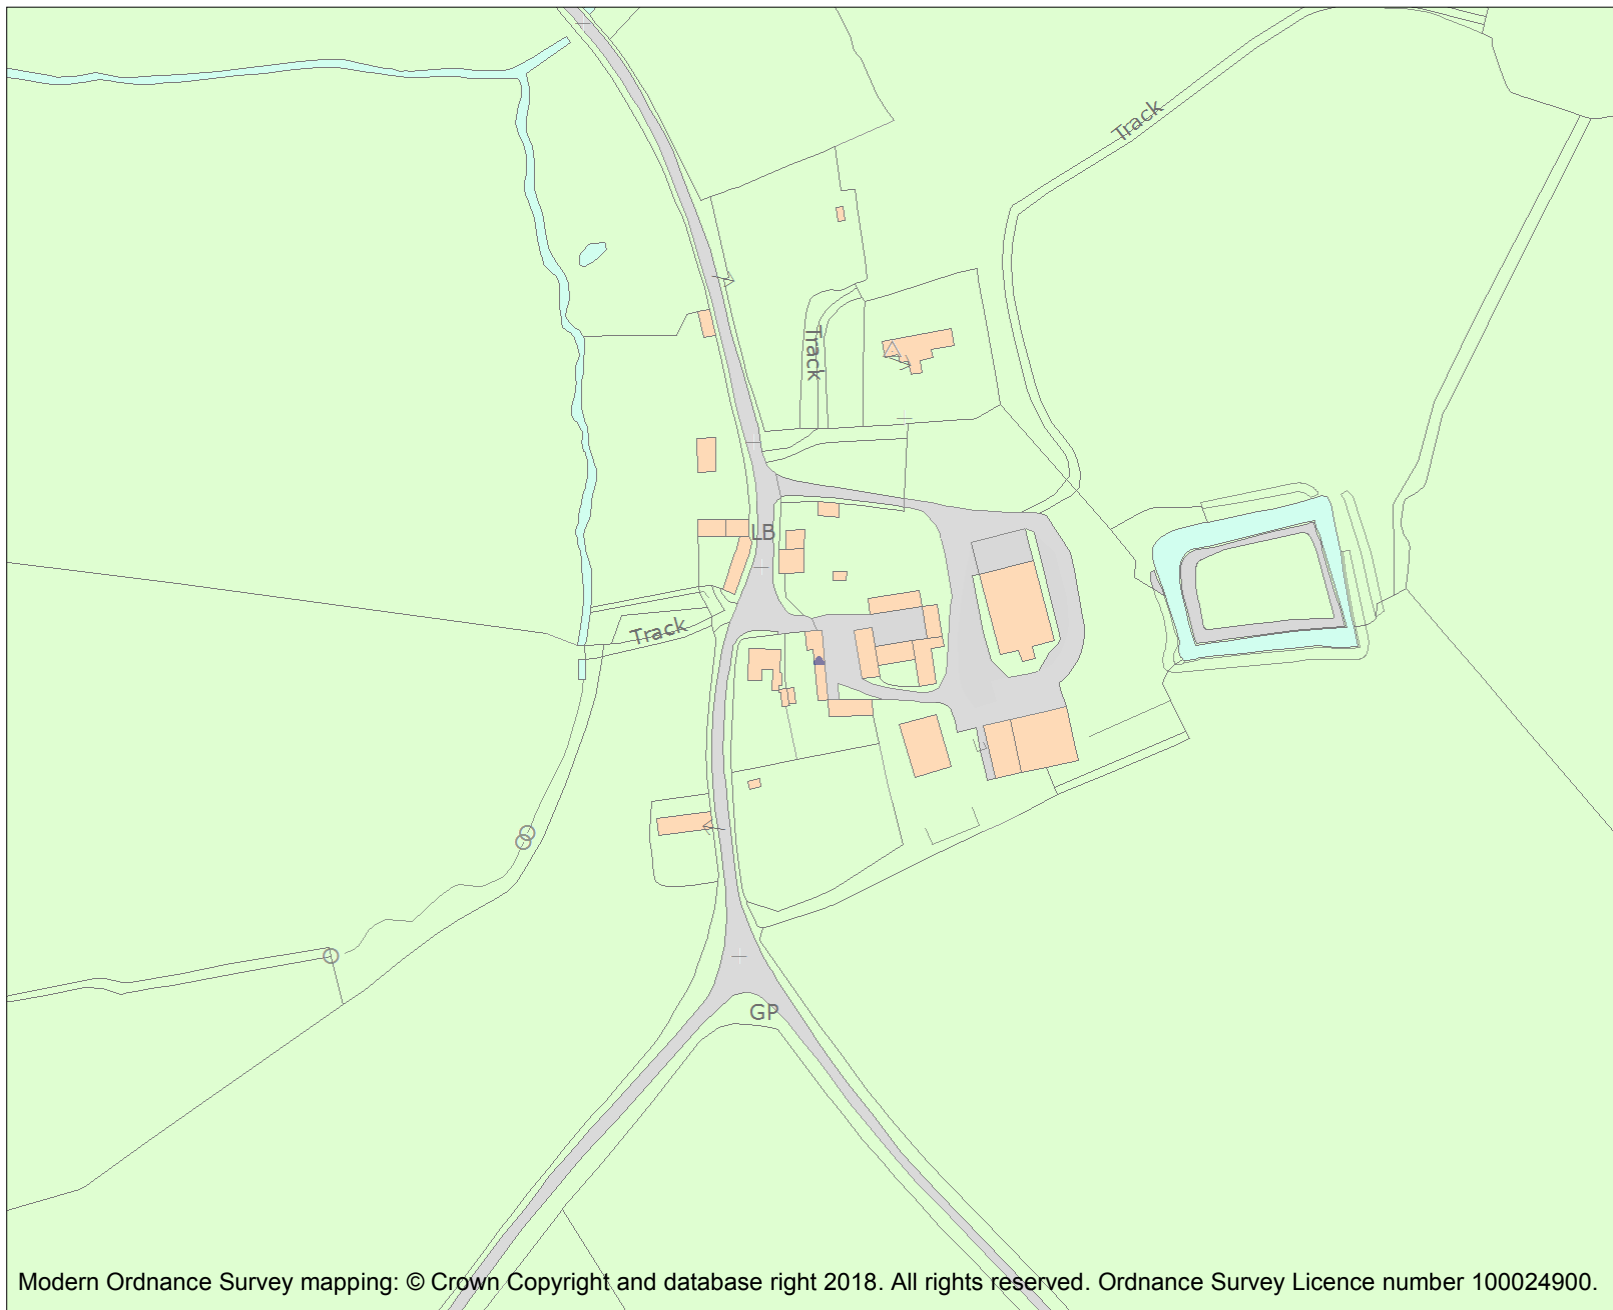 Track
Track
LB
Track
GP
Modern Ordnance Survey mapping: © Crown Copyright and database right 2018. All rights reserved. Ordnance Survey Licence number 100024900.